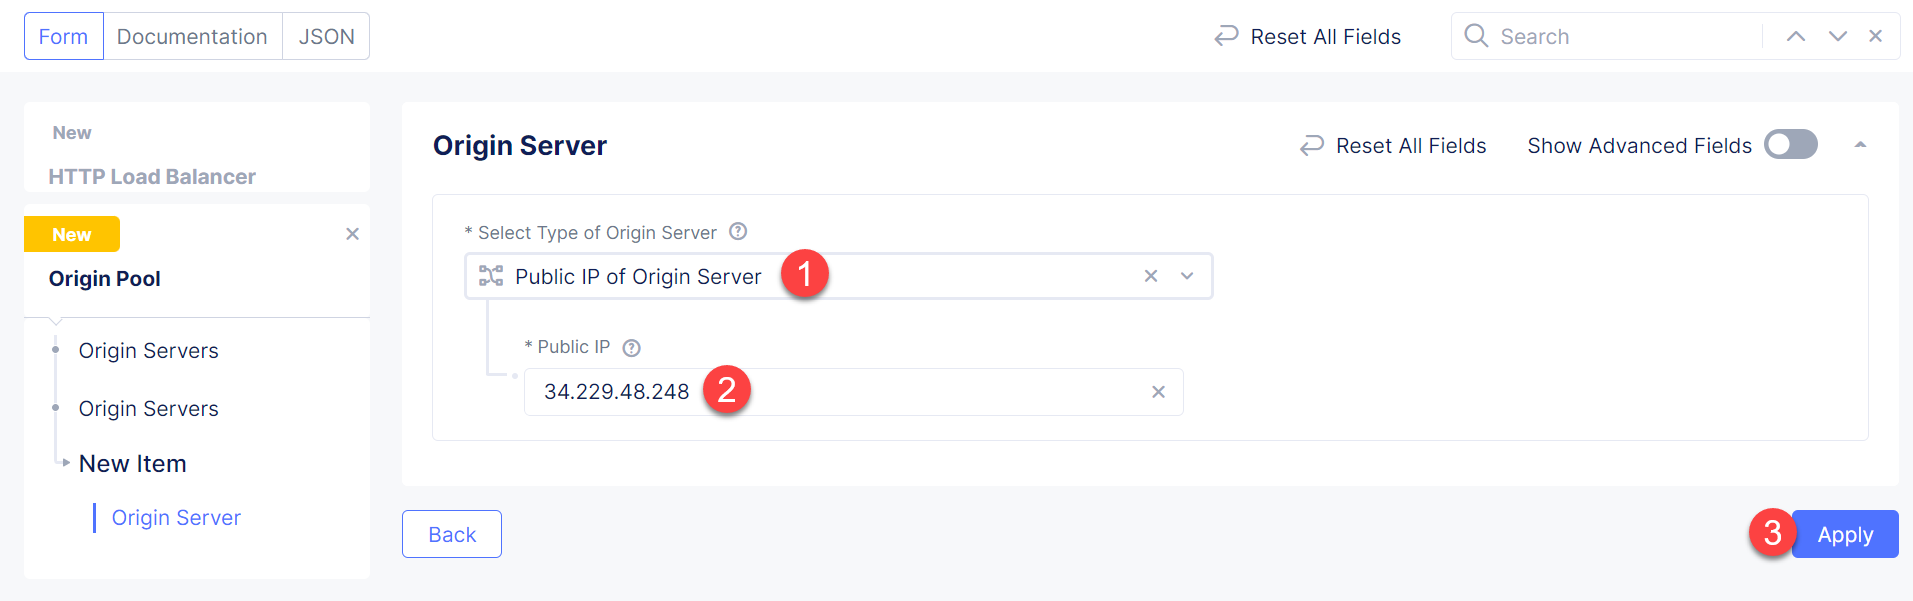 Form Documentation JSON Reset All Fields Search
New
HTTP Load Balancer
New
Origin Pool
Origin Servers
Origin Servers
New Item
Origin Server
Origin Server Reset All Fields Show Advanced Fields
* Select Type of Origin Server ?
Public IP of Origin Server 1
* Public IP ?
34.229.48.248 2
Back 3 Apply